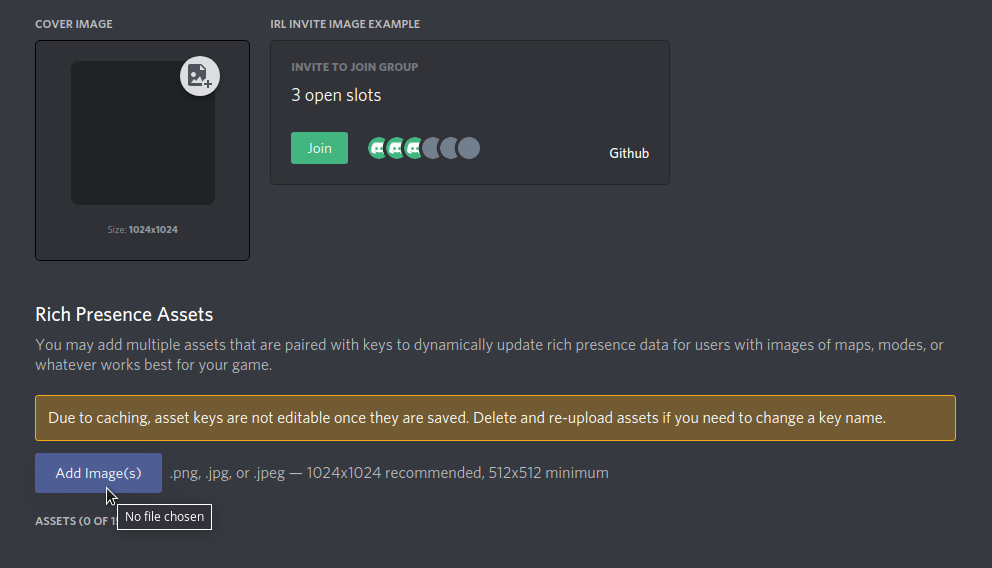 COVER IMAGE
IRL INVITE IMAGE EXAMPLE
INVITE TO JOIN GROUP
3 open slots
Join
Github
Size: 1024x1024
Rich Presence Assets
You may add multiple assets that are paired with keys to dynamically update rich presence data for users with images of maps, modes, or
whatever works best for your game.
Due to caching, asset keys are not editable once they are saved. Delete and re-upload assets if you need to change a key name.
Add Image(s)
.png, .jpg, or .jpeg — 1024x1024 recommended, 512x512 minimum
No file chosen
ASSETS (0 OF